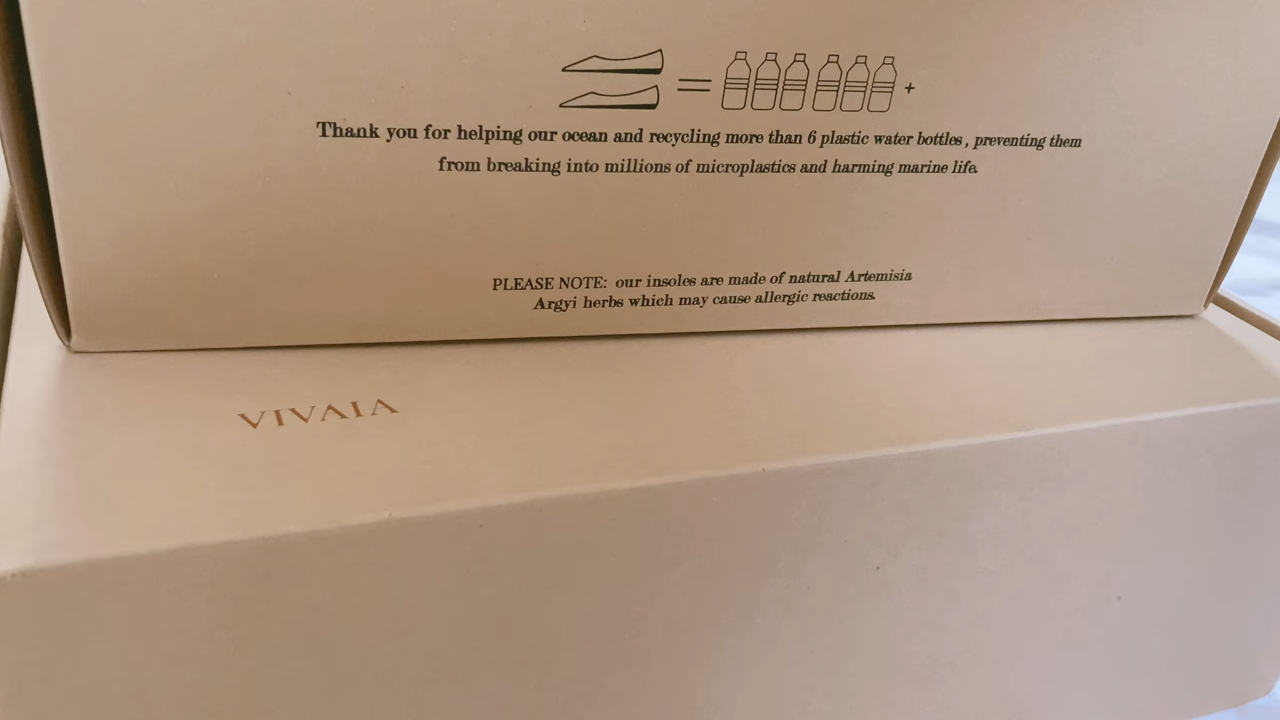 Thank you for helping our ocean and recycling more than 6 plastic water bottles, preventing them
from breaking into millions of microplastics and harming marine life.
PLEASE NOTE: our insoles are made of natural Artemisia
Argyi herbs which may cause allergic reactions.
VIVAIA